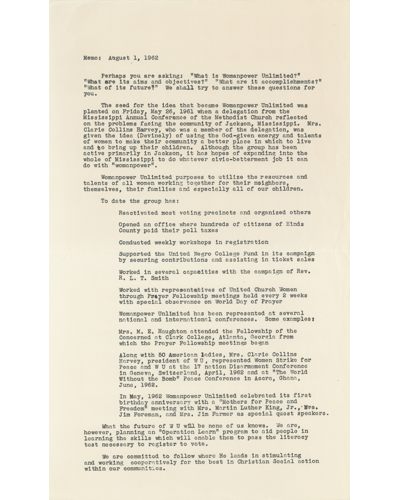 Memo: August 1, 1962
Perhaps you are asking: "What is Womanpower Unlimited?"
"What are its aims and objectives?" "What are it accomplishments?"
"What of its future?" We shall try to answer these questions for
you.
The seed for the idea that became Womanpower Unlimited was
planted on Friday, May 26, 1961 when a delegation from the
Mississippi Annual Conference of the Methodist Church reflected
on the problems facing the community of Jackson, Mississippi. Mrs.
Clarie Collins Harvey, who was a member of the delegation, was
given the idea (Devinely) of using the God-given energy and talents
of women to make their community a better place in which to live
and to bring up their children. Although the group has been
active primarily in Jackson, it has hopes of expanding into the
whole of Mississippi to do whatever civic-betterment job it can
do with "womanpower".
Womanpower Unlimited purposes to utilize the resources and
talents of all women working together for their neighbors,
themselves, their families and especially all of our children.
To date the group has:
Reactivated most voting precincts and organized others
Opened an office where hundreds of citizens of Hinds
County paid their poll taxes
Conducted weekly workshops in registration
Supported the United Negro College Fund in its campaign
by securing contributions and assisting in ticket sales
Worked in several capacities with the campaign of Rev.
R. L. T. Smith
Worked with representatives of United Church Women
through Prayer Fellowship meetings held every 2 weeks
with special observance on World Day of Prayer
Womanpower Unlimited has been represented at several
national and international conferences. Some examples:
Mrs. M. E. Haughton attended the Fellowship of the
Concerned at Clark College, Atlanta, Georgia from
which the Prayer Fellowship meetings began
Along with 50 American ladies, Mrs. Clarie Collins
Harvey, president of W U, represented Women Strike for
Peace and W U at the 17 nation Disarmament Conference
in Geneva, Switzerland, April, 1962 and at "The World
Without the Bomb" Peace Conference in Accra, Ghana,
June, 1962.
In May, 1962 Womanpower Unlimited celebrated its first
birthday anniversary with a "Mothers for Peace and
Freedom" meeting with Mrs. Martin Luther King, Jr., Mrs.
Jim Foreman, and Mrs. Jim Farmer as special guest speakers.
What the future of W U will be none of us knows. We are,
however, planning an "Operation Learn" program to aid people in
learning the skills which will enable them to pass the literacy
test necessary to register to vote.
We are committed to follow where He leads in stimulating
and working cooperatively for the best in Christian Social action
within our communities.